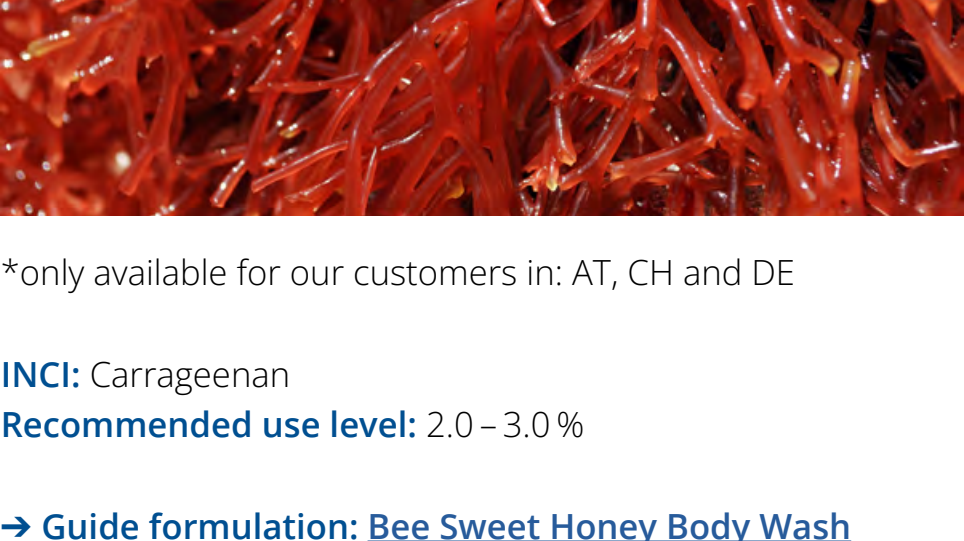 *only available for our customers in: AT, CH and DE
INCI: Carrageenan
Recommended use level: 2.0 – 3.0 %
➔ Guide formulation: Bee Sweet Honey Body Wash